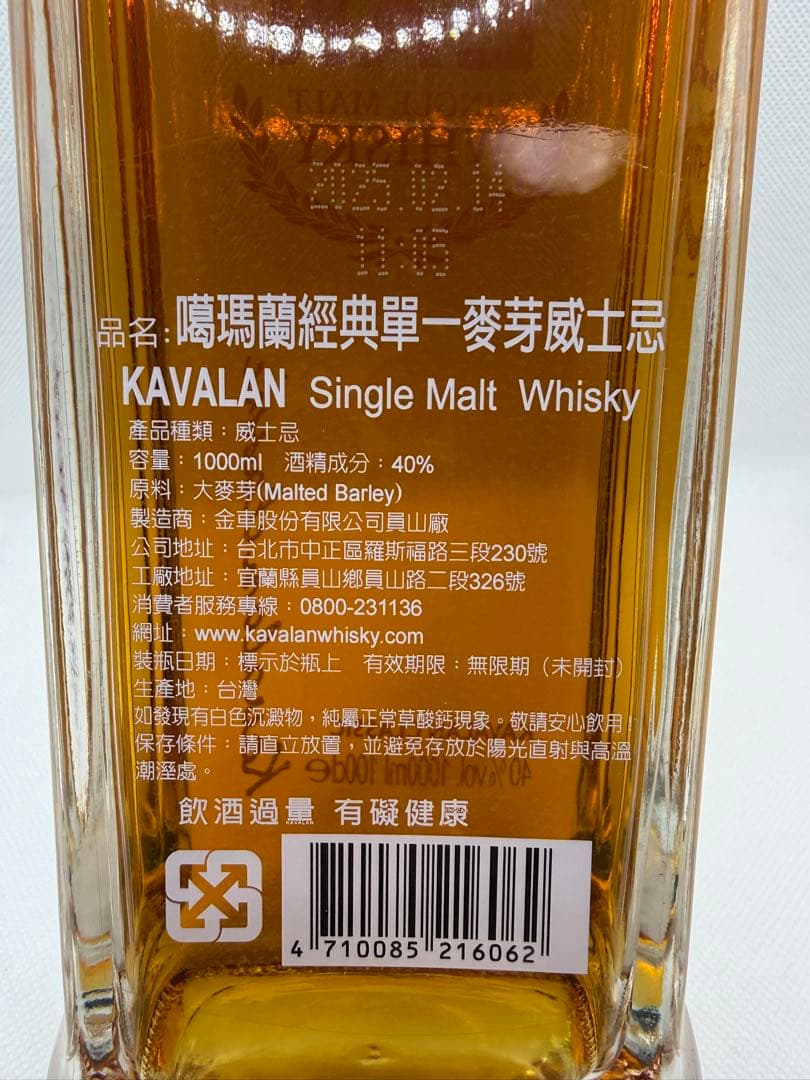 SINGLE MALT
WHISKY
2025.02.14
11:05
品名:噶瑪蘭經典單一麥芽威士忌
KAVALAN Single Malt Whisky
產品種類：威士忌
容量：1000ml 酒精成分：40%
原料：大麥芽(Malted Barley)
製造商：金車股份有限公司員山廠
公司地址：台北市中正區羅斯福路三段230號
工廠地址：宜蘭縣員山鄉員山路二段326號
消費者服務專線：0800-231136
網址：www.kavalanwhisky.com
裝瓶日期：標示於瓶上 有效期限：無限期（未開封）
生產地：台灣
如發現有白色沉澱物，純屬正常草酸鈣現象。敬請安心飲用!
保存條件：請直立放置，並避免存放於陽光直射與高溫
潮溼處。
40%vol. 1000ml 100cle
飲酒過量 有礙健康
4 710085 216062